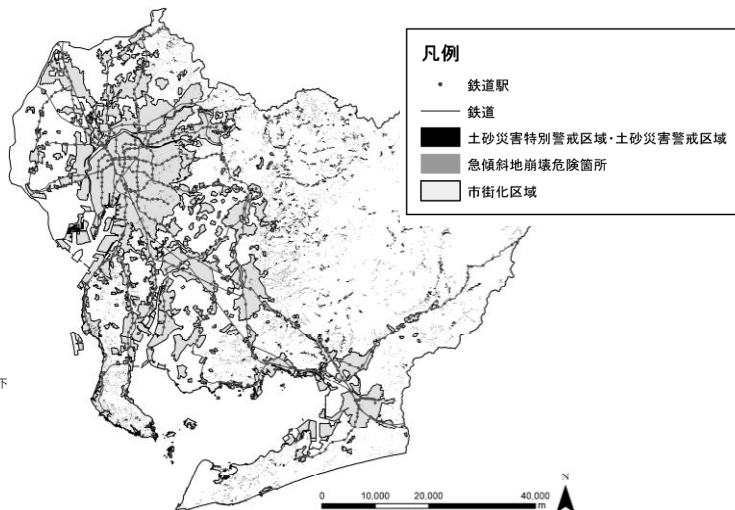 凡例
鉄道駅
鉄道
土砂災害特別警戒区域・土砂災害警戒区域
急傾斜地崩壊危険箇所
市街化区域
下
N
0 10,000 20,000 40,000
m